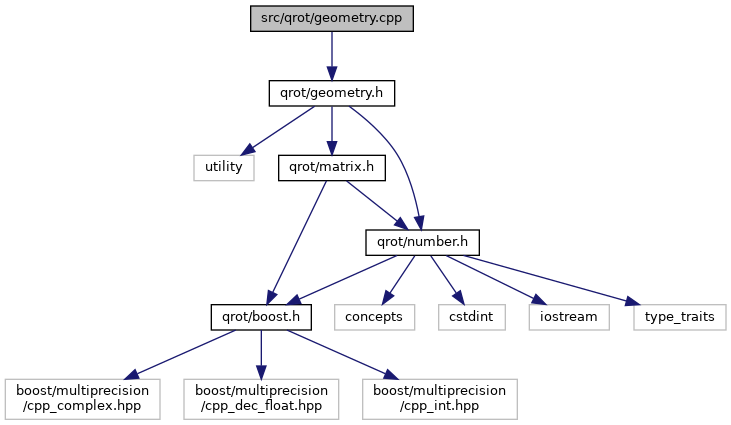 src/qrot/geometry.cpp
qrot/geometry.h
utility
qrot/matrix.h
qrot/number.h
qrot/boost.h
concepts
cstdint
iostream
type_traits
boost/multiprecision
/cpp_complex.hpp
boost/multiprecision
/cpp_dec_float.hpp
boost/multiprecision
/cpp_int.hpp